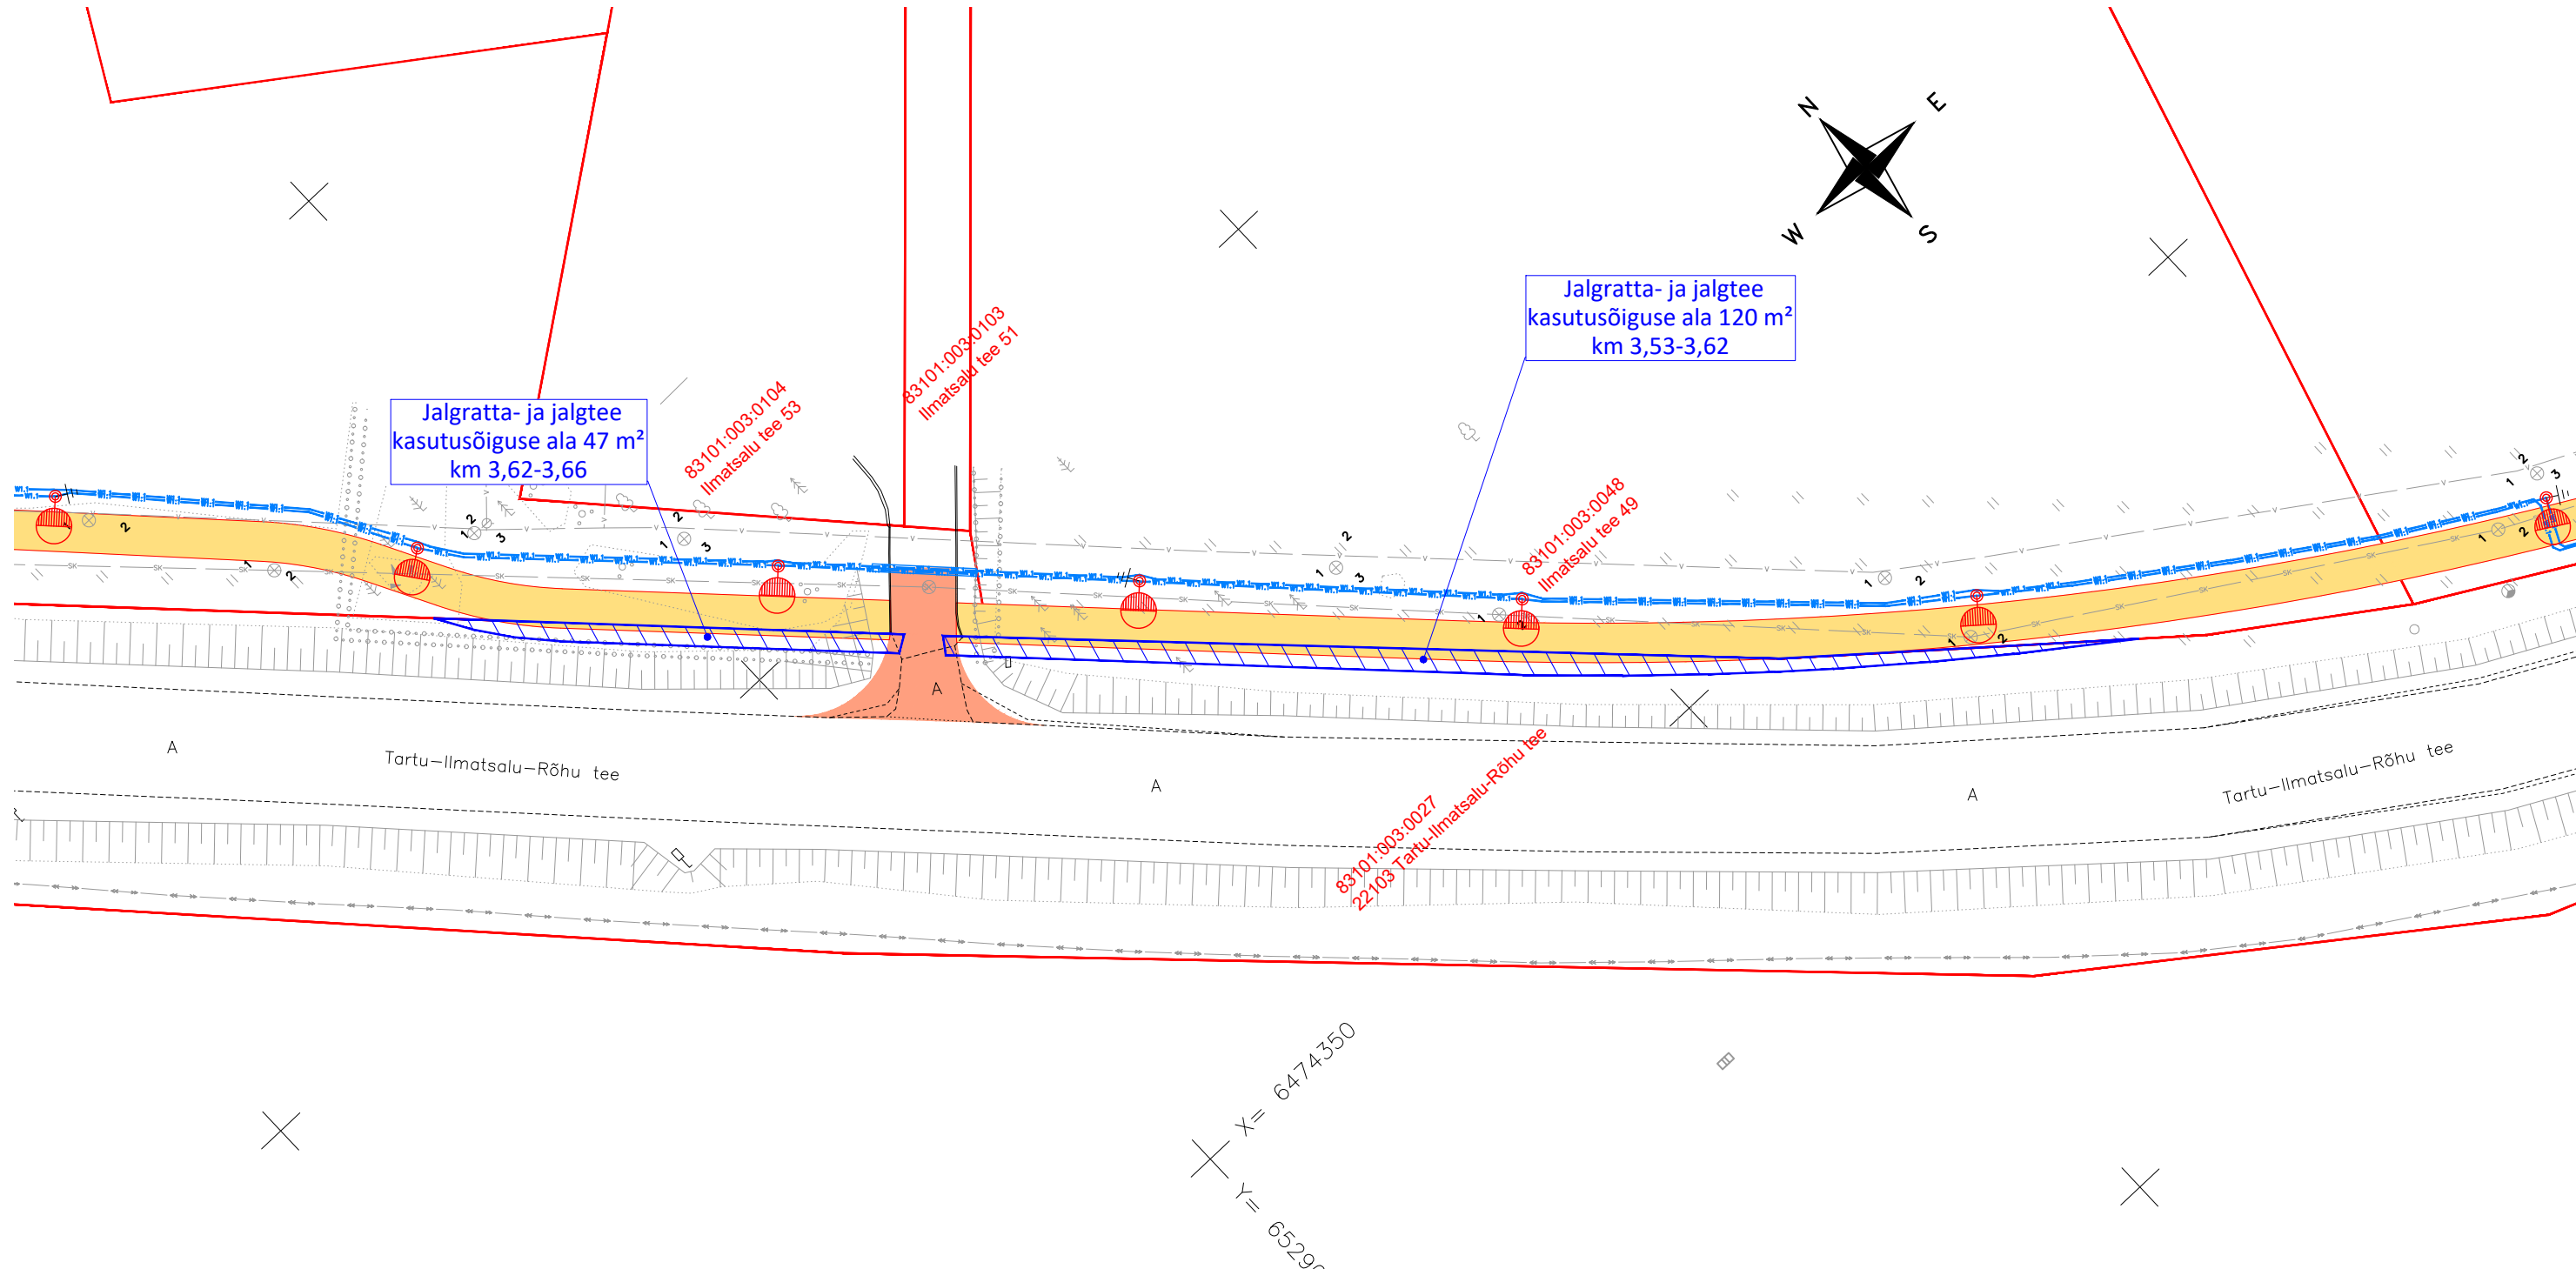 N
E
W
S
Jalgratta- ja jalgtee
kasutusõiguse ala 120 m²
km 3,53-3,62
83101:003:0103
Ilmatsalu tee 51
83101:003:0104
Ilmatsalu tee 53
Jalgratta- ja jalgtee
kasutusõiguse ala 47 m²
km 3,62-3,66
83101:003:0048
Ilmatsalu tee 49
A
A
Tartu-Ilmatsalu-Rõhu tee
A
A
Tartu-Ilmatsalu-Rõhu tee
83101:003:0027
22103 Tartu-Ilmatsalu-Rõhu tee
X= 6474350